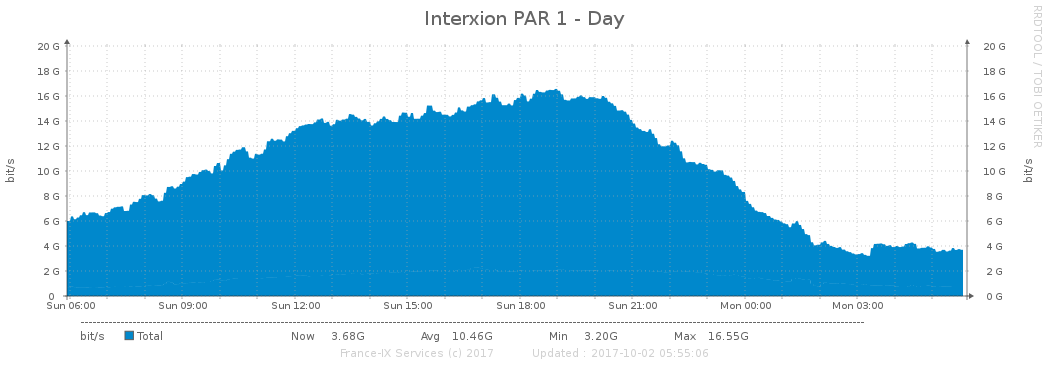 Interxion PAR 1 - Day
RRDTOOL / TOBI OETIKER
20 G 20 G
18 G 18 G
16 G 16 G
14 G 14 G
12 G 12 G
10 G 10 G
8 G 8 G
6 G 6 G
4 G 4 G
2 G 2 G
0 0 G
bit/s
bit/s
Sun 06:00 Sun 09:00 Sun 12:00 Sun 15:00 Sun 18:00 Sun 21:00 Mon 00:00 Mon 03:00
bit/s Total Now 3.68G Avg 10.46G Min 3.20G Max 16.55G
France-IX Services (c) 2017 Updated : 2017-10-02 05:55:06